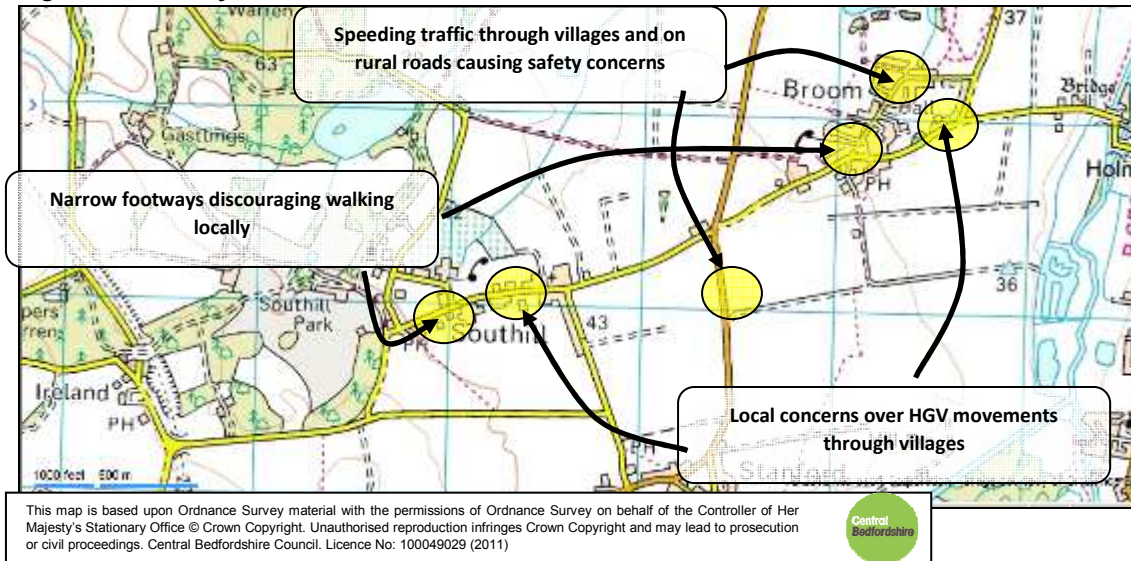 Warren
37
Speeding traffic through villages and on
rural roads causing safety concerns
63
Broom
Hall
Bridge
Gastlings
Holm
PH
Narrow footways discouraging walking
locally
Southill
Park
36
43
Southill
PH
Ireland
PH
Local concerns over HGV movements
through villages
PH
Stanford
1000 feet 500 m
This map is based upon Ordnance Survey material with the permissions of Ordnance Survey on behalf of the Controller of Her
Majesty's Stationary Office © Crown Copyright. Unauthorised reproduction infringes Crown Copyright and may lead to prosecution
or civil proceedings. Central Bedfordshire Council. Licence No: 100049029 (2011)
Central
Bedfordshire